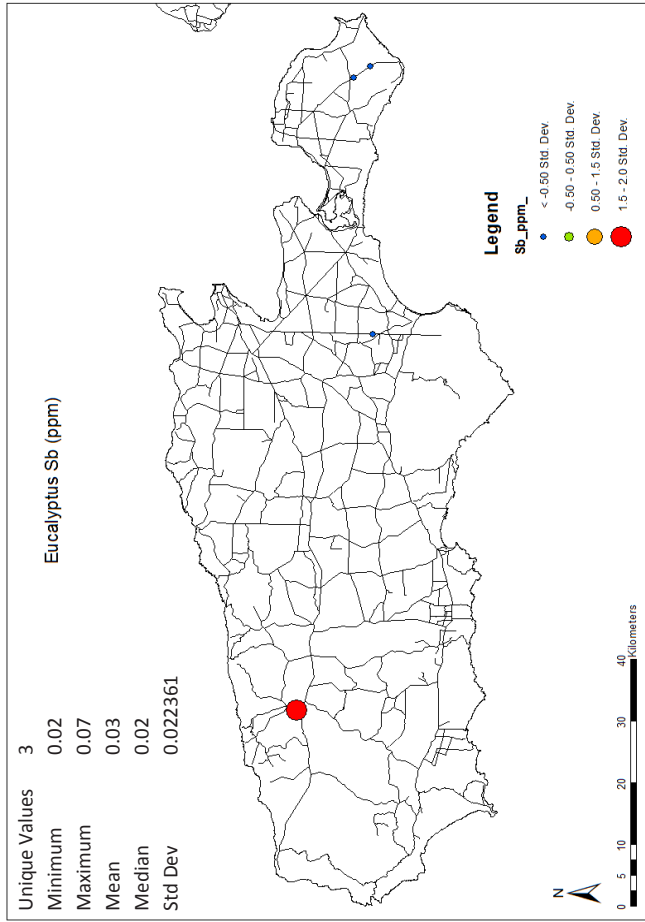 Unique Values 3
Minimum 0.02
Maximum 0.07
Mean 0.03
Median 0.02
Std Dev 0.022361
Eucalyptus Sb (ppm)
Legend
Sb_ppm_
< -0.50 Std. Dev.
-0.50 - 0.50 Std. Dev.
0.50 - 1.5 Std. Dev.
1.5 - 2.0 Std. Dev.
N
0 5 10 20 30 40
Kilometers